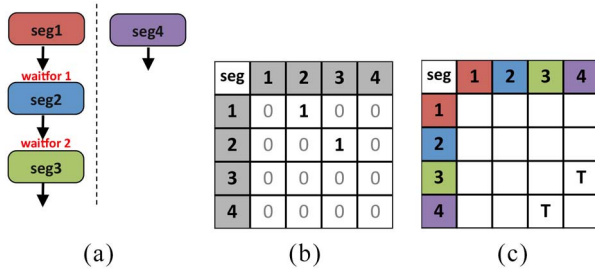 seg1
seg4
waitfor 1
seg2
waitfor 2
seg3
(a)
seg 1 2 3 4
1 0 1 0 0
2 0 0 1 0
3 0 0 0 0
4 0 0 0 0
(b)
seg 1 2 3 4
1
2
3 T
4 T
(c)